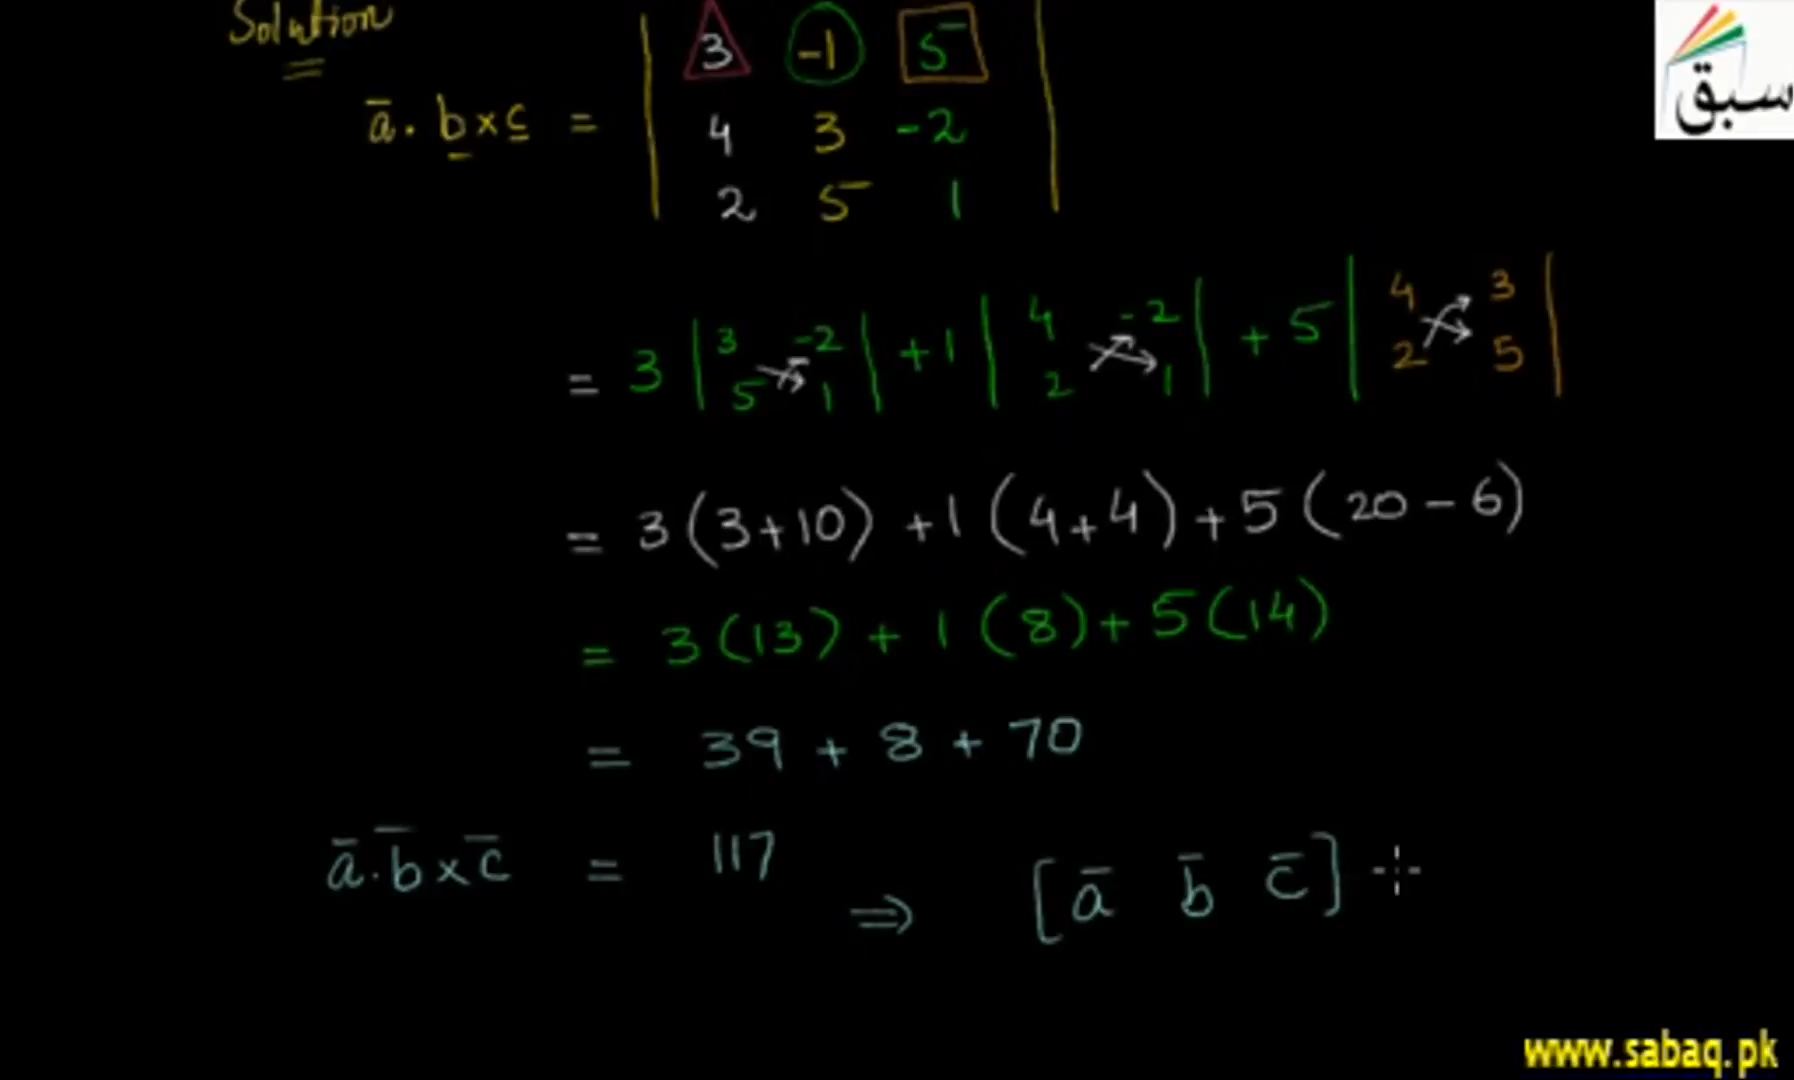 Solution
سبق
| 3 -1 5 |
ā . b × c = | 4 3 -2 |
| 2 5 1 |
= 3 | 3 -2 | + 1 | 4 -2 | + 5 | 4 3 |
| 5 1 | | 2 1 | | 2 5 |
= 3 (3+10) + 1 (4+4) + 5 (20 - 6)
= 3 (13) + 1 (8) + 5 (14)
= 39 + 8 + 70
ā . b̄ × c̄ = 117 ⇒ [ ā b̄ c̄ ]
www.sabaq.pk